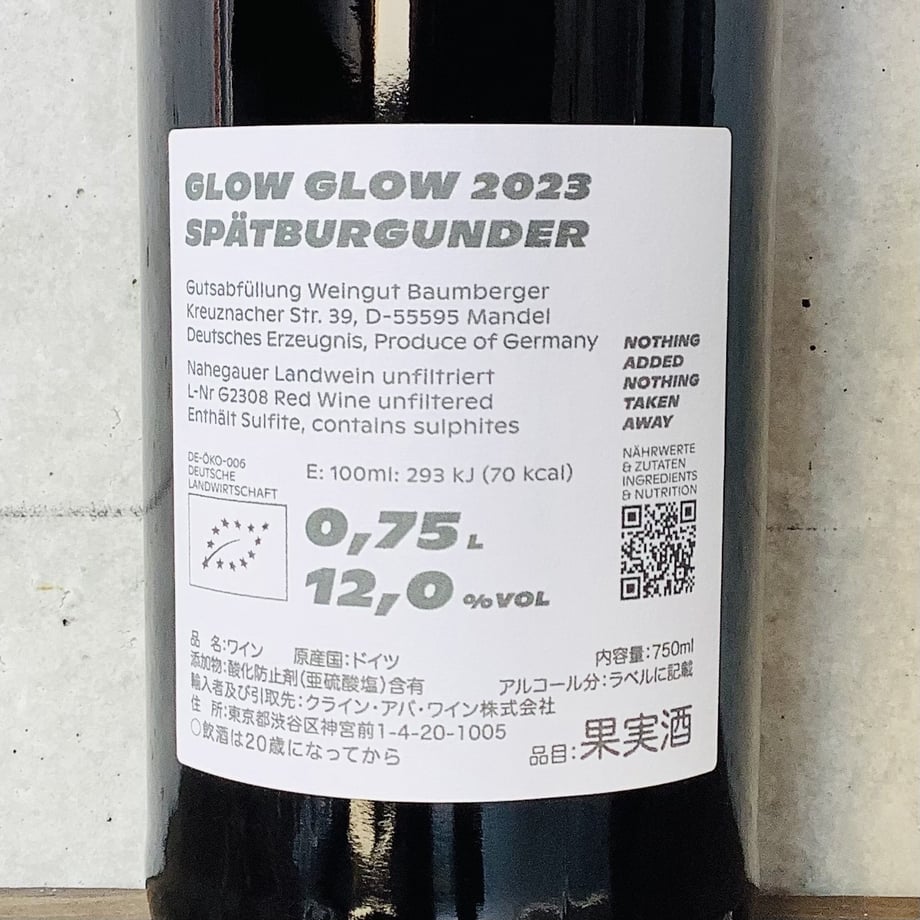 GLOW GLOW 2023
SPÄTBURGUNDER
Gutsabfüllung Weingut Baumberger
Kreuznacher Str. 39, D-55595 Mandel
Deutsches Erzeugnis, Produce of Germany
Nahegauer Landwein unfiltriert
L-Nr G2308 Red Wine unfiltered
Enthält Sulfite, contains sulphites
NOTHING
ADDED
NOTHING
TAKEN
AWAY
DE-ÖKO-006
DEUTSCHE
LANDWIRTSCHAFT
E: 100ml: 293 kJ (70 kcal)
NÄHRWERTE
& ZUTATEN
INGREDIENTS
& NUTRITION
0,75 L
12,0 %VOL
品 名:ワイン 原産国:ドイツ 内容量:750ml
添加物:酸化防止剤(亜硫酸塩)含有 アルコール分:ラベルに記載
輸入者及び引取先:クライン・アパ・ワイン株式会社
住 所:東京都渋谷区神宮前1-4-20-1005
○飲酒は20歳になってから 品目:果実酒